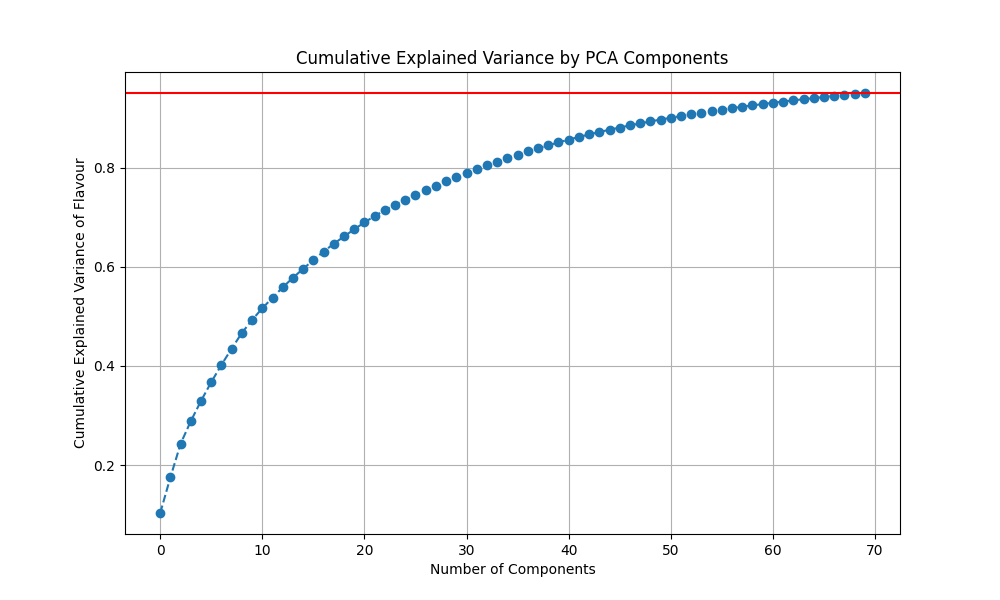 Cumulative Explained Variance by PCA Components
Cumulative Explained Variance of Flavour
0.8
0.6
0.4
0.2
0 10 20 30 40 50 60 70
Number of Components